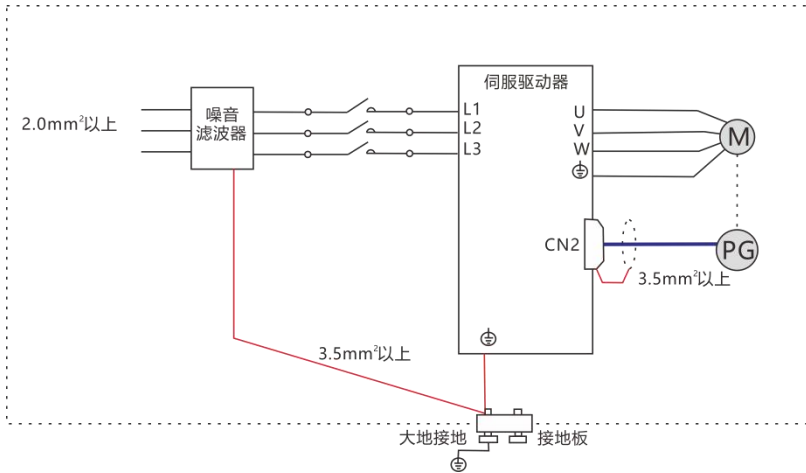 伺服驱动器
噪音
滤波器
2.0mm²以上
L1
L2
L3
U
V
W
M
CN2
PG
3.5mm²以上
3.5mm²以上
大地接地
接地板